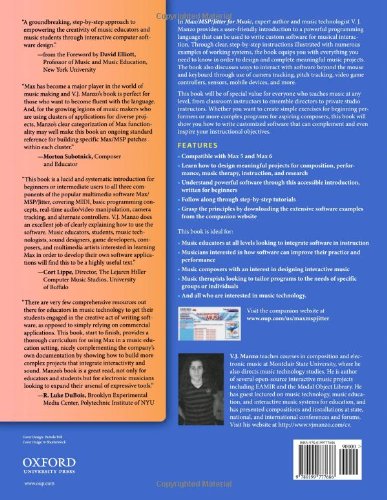 "A groundbreaking, step-by-step approach to
empowering the creativity of music educators and
music students through interactive computer soft-
ware design."
—from the Foreword by David Elliott,
Professor of Music and Music Education,
New York University
"Max has become a major player in the world
of music making and V.J. Manzo's book is perfect for
those who want to become fluent with the language.
And, for the growing legions of music makers who
are using clusters of applications for diverse proj-
ects, Manzo's clear categorization of Max function-
ality may well make this book an ongoing standard
reference for building specific Max/MSP patches
within each cluster."
—Morton Subotnick, Composer
and Educator
"This book is a lucid and systematic introduction for
beginners or intermediate users to all three com-
ponents of the popular multimedia software Max/
MSP/Jitter, covering MIDI, basic programming con-
cepts, real-time audio/video manipulation, camera
tracking, and alternate controllers. V.J. Manzo does
an excellent job of clearly explaining how to use the
software. Music educators, students, music tech-
nologists, sound designers, game developers, com-
posers, and multimedia artists interested in learning
Max in order to develop their own software applica-
tions will find this to be a highly useful text."
—Cort Lippe, Director, The Lejaren Hiller
Computer Music Studios, University
of Buffalo
"There are very few comprehensive resources out
there for educators in music technology to get their
students engaged in the creative act of writing soft-
ware, as opposed to simply relying on commercial
applications. This book, start to finish, provides a
thorough curriculum for using Max in a music edu-
cation setting, nicely complementing the company's
own documentation by showing how to build more
complex projects that integrate interactivity and
sound. Manzo's book is a great read, not only for
educators and students but for electronic musicians
looking to expand their arsenal of expressive tools."
—R. Luke DuBois, Brooklyn Experimental
Media Center, Polytechnic Institute of NYU
OXFORD
UNIVERSITY PRESS
www.oup.com
In Max/MSP/Jitter for Music, expert author and music technologist V. J.
Manzo provides a user-friendly introduction to a powerful programming
language that can be used to write custom software for musical interac-
tion. Through clear, step-by-step instructions illustrated with numerous
examples of working systems, the book equips you with everything you
need to know in order to design and complete meaningful music projects.
The book also discusses ways to interact with software beyond the mouse
and keyboard through use of camera tracking, pitch tracking, video game
controllers, sensors, mobile devices, and more.
This book will be of special value for everyone who teaches music at any
level, from classroom instructors to ensemble directors to private studio
instructors. Whether you want to create simple exercises for beginning per-
formers or more complex programs for aspiring composers, this book will
show you how to write customized software that can complement and even
inspire your instructional objectives.
FEATURES
• Compatible with Max 5 and Max 6
• Learn how to design meaningful projects for composition, perfor-
mance, music therapy, instruction, and research
• Understand powerful software through this accessible introduction,
written for beginners
• Follow along through step-by-step tutorials
• Grasp the principles by downloading the extensive software examples
from the companion website
This book is ideal for:
• Music educators at all levels looking to integrate software in instruction
• Musicians interested in how software can improve their practice and
performance
• Music composers with an interest in designing interactive music
• Music therapists looking to tailor programs to the needs of specific
groups or individuals
• And all who are interested in music technology.
Visit the companion website at
www.oup.com/us/maxmspjitter
V.J. Manzo teaches courses in composition and elec-
tronic music at Montclair State University, where he
also directs music technology studies. He is author
of several open-source interactive music projects
including EAMIR and the Modal Object Library. He
has guest lectured on music technology, music educa-
tion, and interactive music systems for education, and
has presented compositions and installations at state,
national, and international conferences and forums.
Visit his website at http://www.vjmanzo.com/cv.
90000
9 780199 777686